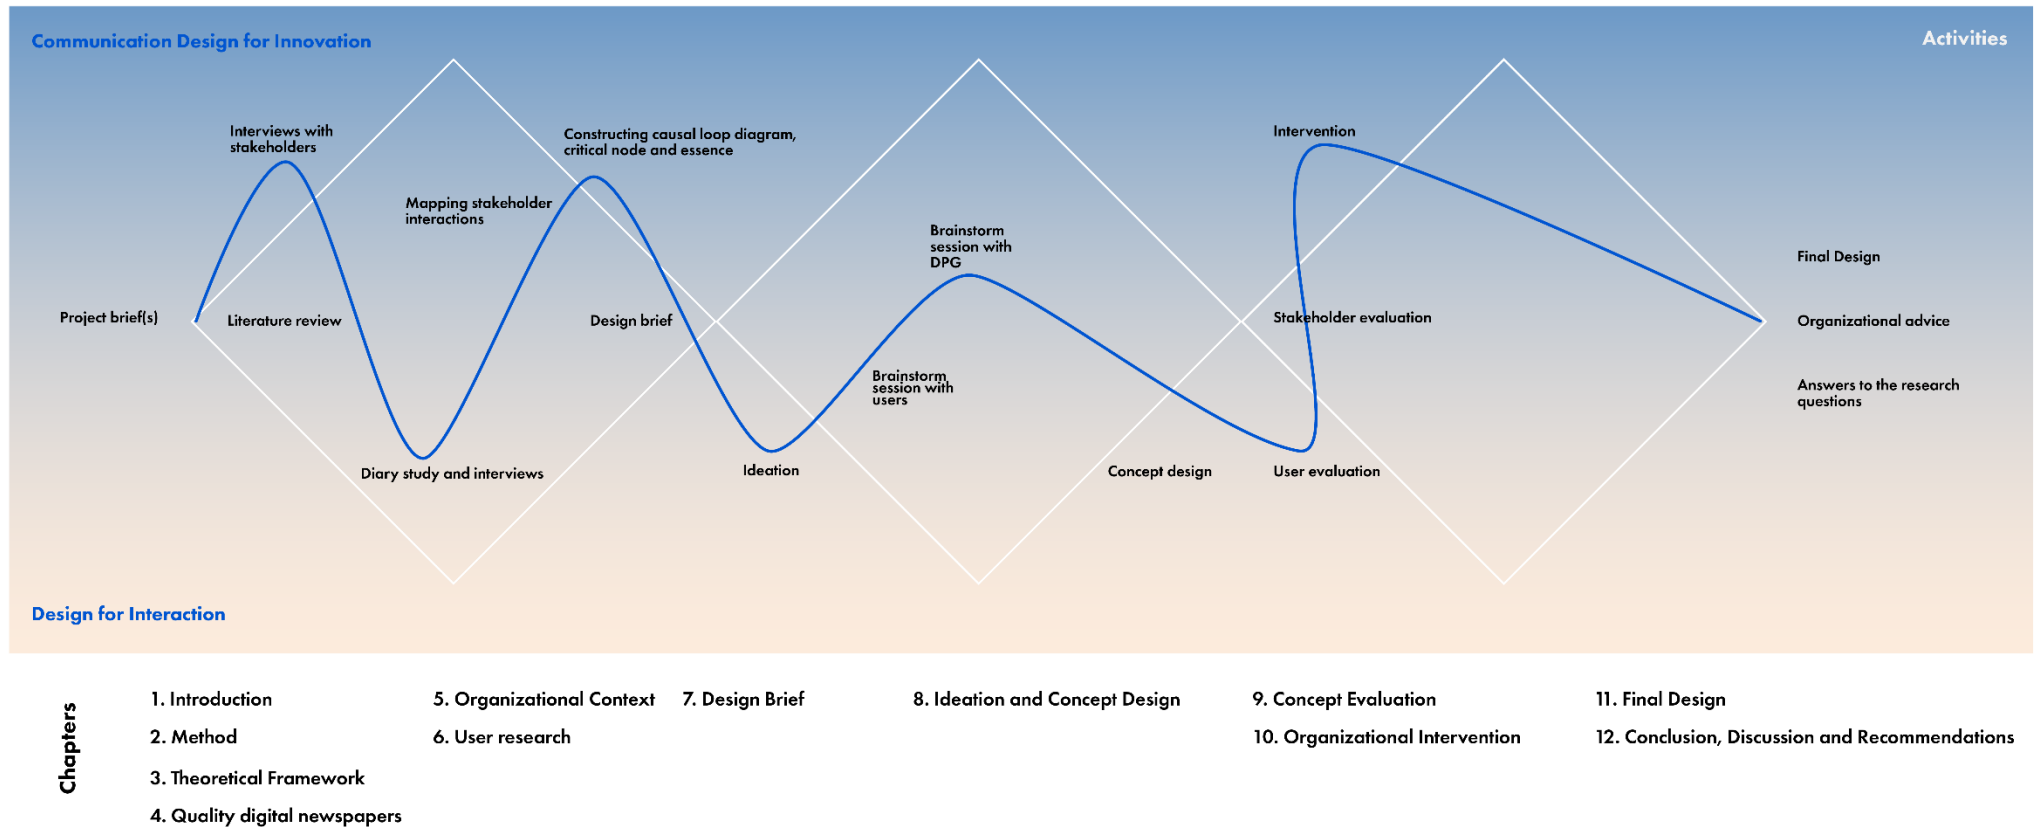 Communication Design for Innovation
Activities
Interviews with
stakeholders
Constructing causal loop diagram,
critical node and essence
Intervention
Mapping stakeholder
interactions
Brainstorm
session with
DPG
Final Design
Project brief(s)
Literature review
Design brief
Stakeholder evaluation
Organizational advice
Brainstorm
session with
users
Answers to the research
questions
Diary study and interviews
Ideation
Concept design
User evaluation
Design for Interaction
Chapters
1. Introduction
2. Method
3. Theoretical Framework
4. Quality digital newspapers
5. Organizational Context
6. User research
7. Design Brief
8. Ideation and Concept Design
9. Concept Evaluation
10. Organizational Intervention
11. Final Design
12. Conclusion, Discussion and Recommendations